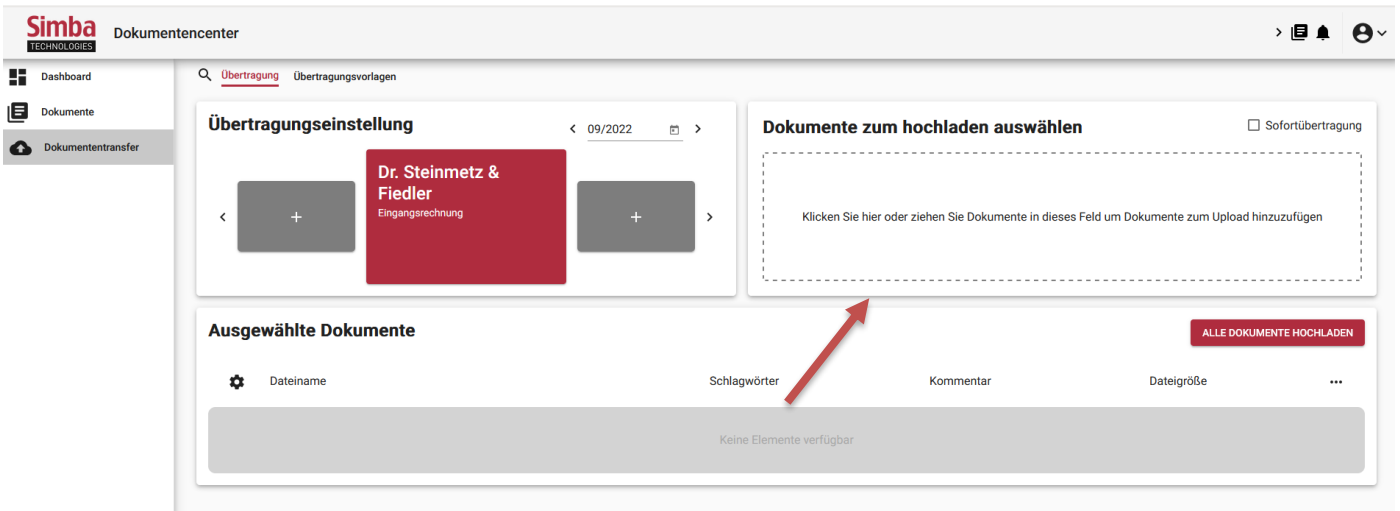 Simba
TECHNOLOGIES
Dokumentencenter
Dashboard
Dokumente
Dokumententransfer
Übertragung Übertragungsvorlagen
Übertragungseinstellung
09/2022
+
Dr. Steinmetz &
Fiedler
Eingangsrechnung
+
Dokumente zum hochladen auswählen
Sofortübertragung
Klicken Sie hier oder ziehen Sie Dokumente in dieses Feld um Dokumente zum Upload hinzuzufügen
Ausgewählte Dokumente
ALLE DOKUMENTE HOCHLADEN
Dateiname Schlagwörter Kommentar Dateigröße
Keine Elemente verfügbar